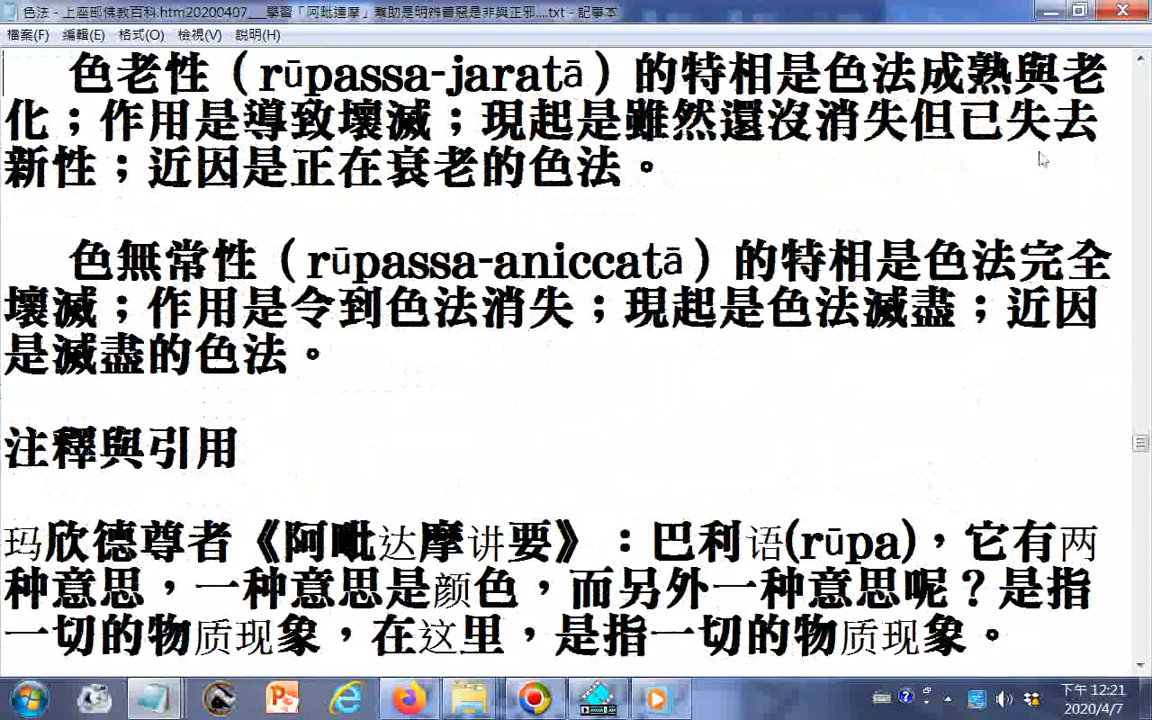 色法 - 上座部佛教百科.htm20200407___學習「阿毗達摩」幫助是明辨善惡是非與正邪....txt - 記事本
檔案(F) 編輯(E) 格式(O) 檢視(V) 說明(H)
色老性（rūpassa-jaratā）的特相是色法成熟與老
化；作用是導致壞滅；現起是雖然還沒消失但已失去
新性；近因是正在衰老的色法。
色無常性（rūpassa-aniccatā）的特相是色法完全
壞滅；作用是令到色法消失；現起是色法滅盡；近因
是滅盡的色法。
注釋與引用
玛欣德尊者《阿毗达摩讲要》：巴利语(rūpa)，它有两
种意思，一种意思是颜色，而另外一种意思呢？是指
一切的物质现象，在这里，是指一切的物质现象。
下午 12:21
2020/4/7